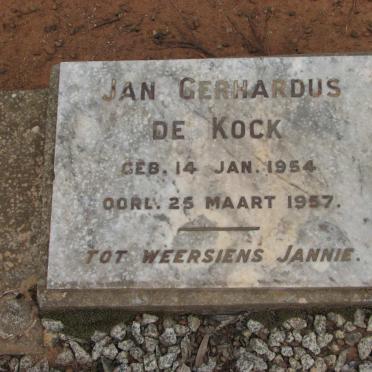 JAN GERHARDUS
DE KOCK
GEB. 14 JAN. 1954
OORL. 25 MAART 1957.
TOT WEERSIENS JANNIE.